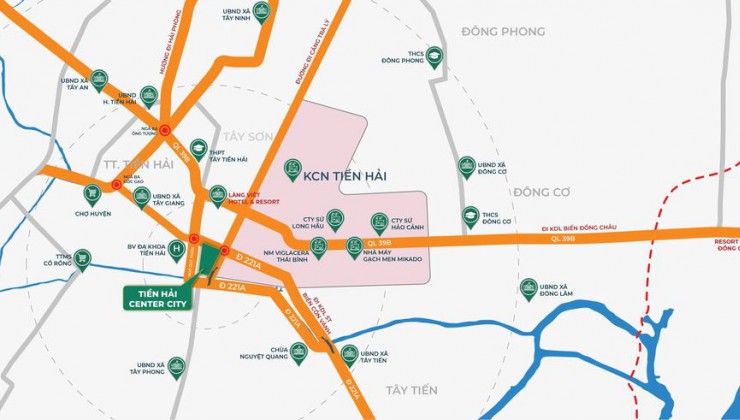 UBND XÃ
TÂY NINH
HƯỚNG ĐI HẢI PHÒNG
ĐƯỜNG ĐI CẢNG TRÀ LÝ
ĐÔNG PHONG
THCS
ĐÔNG PHONG
UBND XÃ
TÂY AN
UBND
H. TIỀN HẢI
NGÃ BA
ÔNG TƯỢNG
QL 39B
TÂY SƠN
THPT
TÂY TIỀN HẢI
TT. TIỀN HẢI
KCN TIỀN HẢI
UBND XÃ
ĐÔNG CƠ
ĐÔNG CƠ
NGÃ BA
UBND XÃ
TÂY GIANG
LÀNG VIỆT
HOTEL & RESORT
CHỢ HUYỆN
CTY SỨ
LONG HẦU
CTY SỨ
HẢO CẢNH
THCS
ĐÔNG CƠ
BV ĐA KHOA
TIỀN HẢI
QL 39B
ĐI KDL BIỂN ĐỒNG CHÂU
QL 39B
RESORT
ĐỒNG C
NM VIGLACERA
THÁI BÌNH
NHÀ MÁY
GẠCH MEN MIKADO
TTMS
CÔ RỒNG
Đ 221A
TIỀN HẢI
CENTER CITY
Đ 221A
Đ 221A
ĐI KDL ST
BIỂN CỒN VÀNH
UBND XÃ
ĐÔNG LÂM
UBND XÃ
TÂY PHONG
CHÙA
NGUYỆT QUANG
UBND XÃ
TÂY TIẾN
Đ 221A
TÂY TIẾN